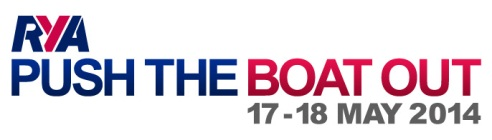 RYA
PUSH THE BOAT OUT
17-18 MAY 2014